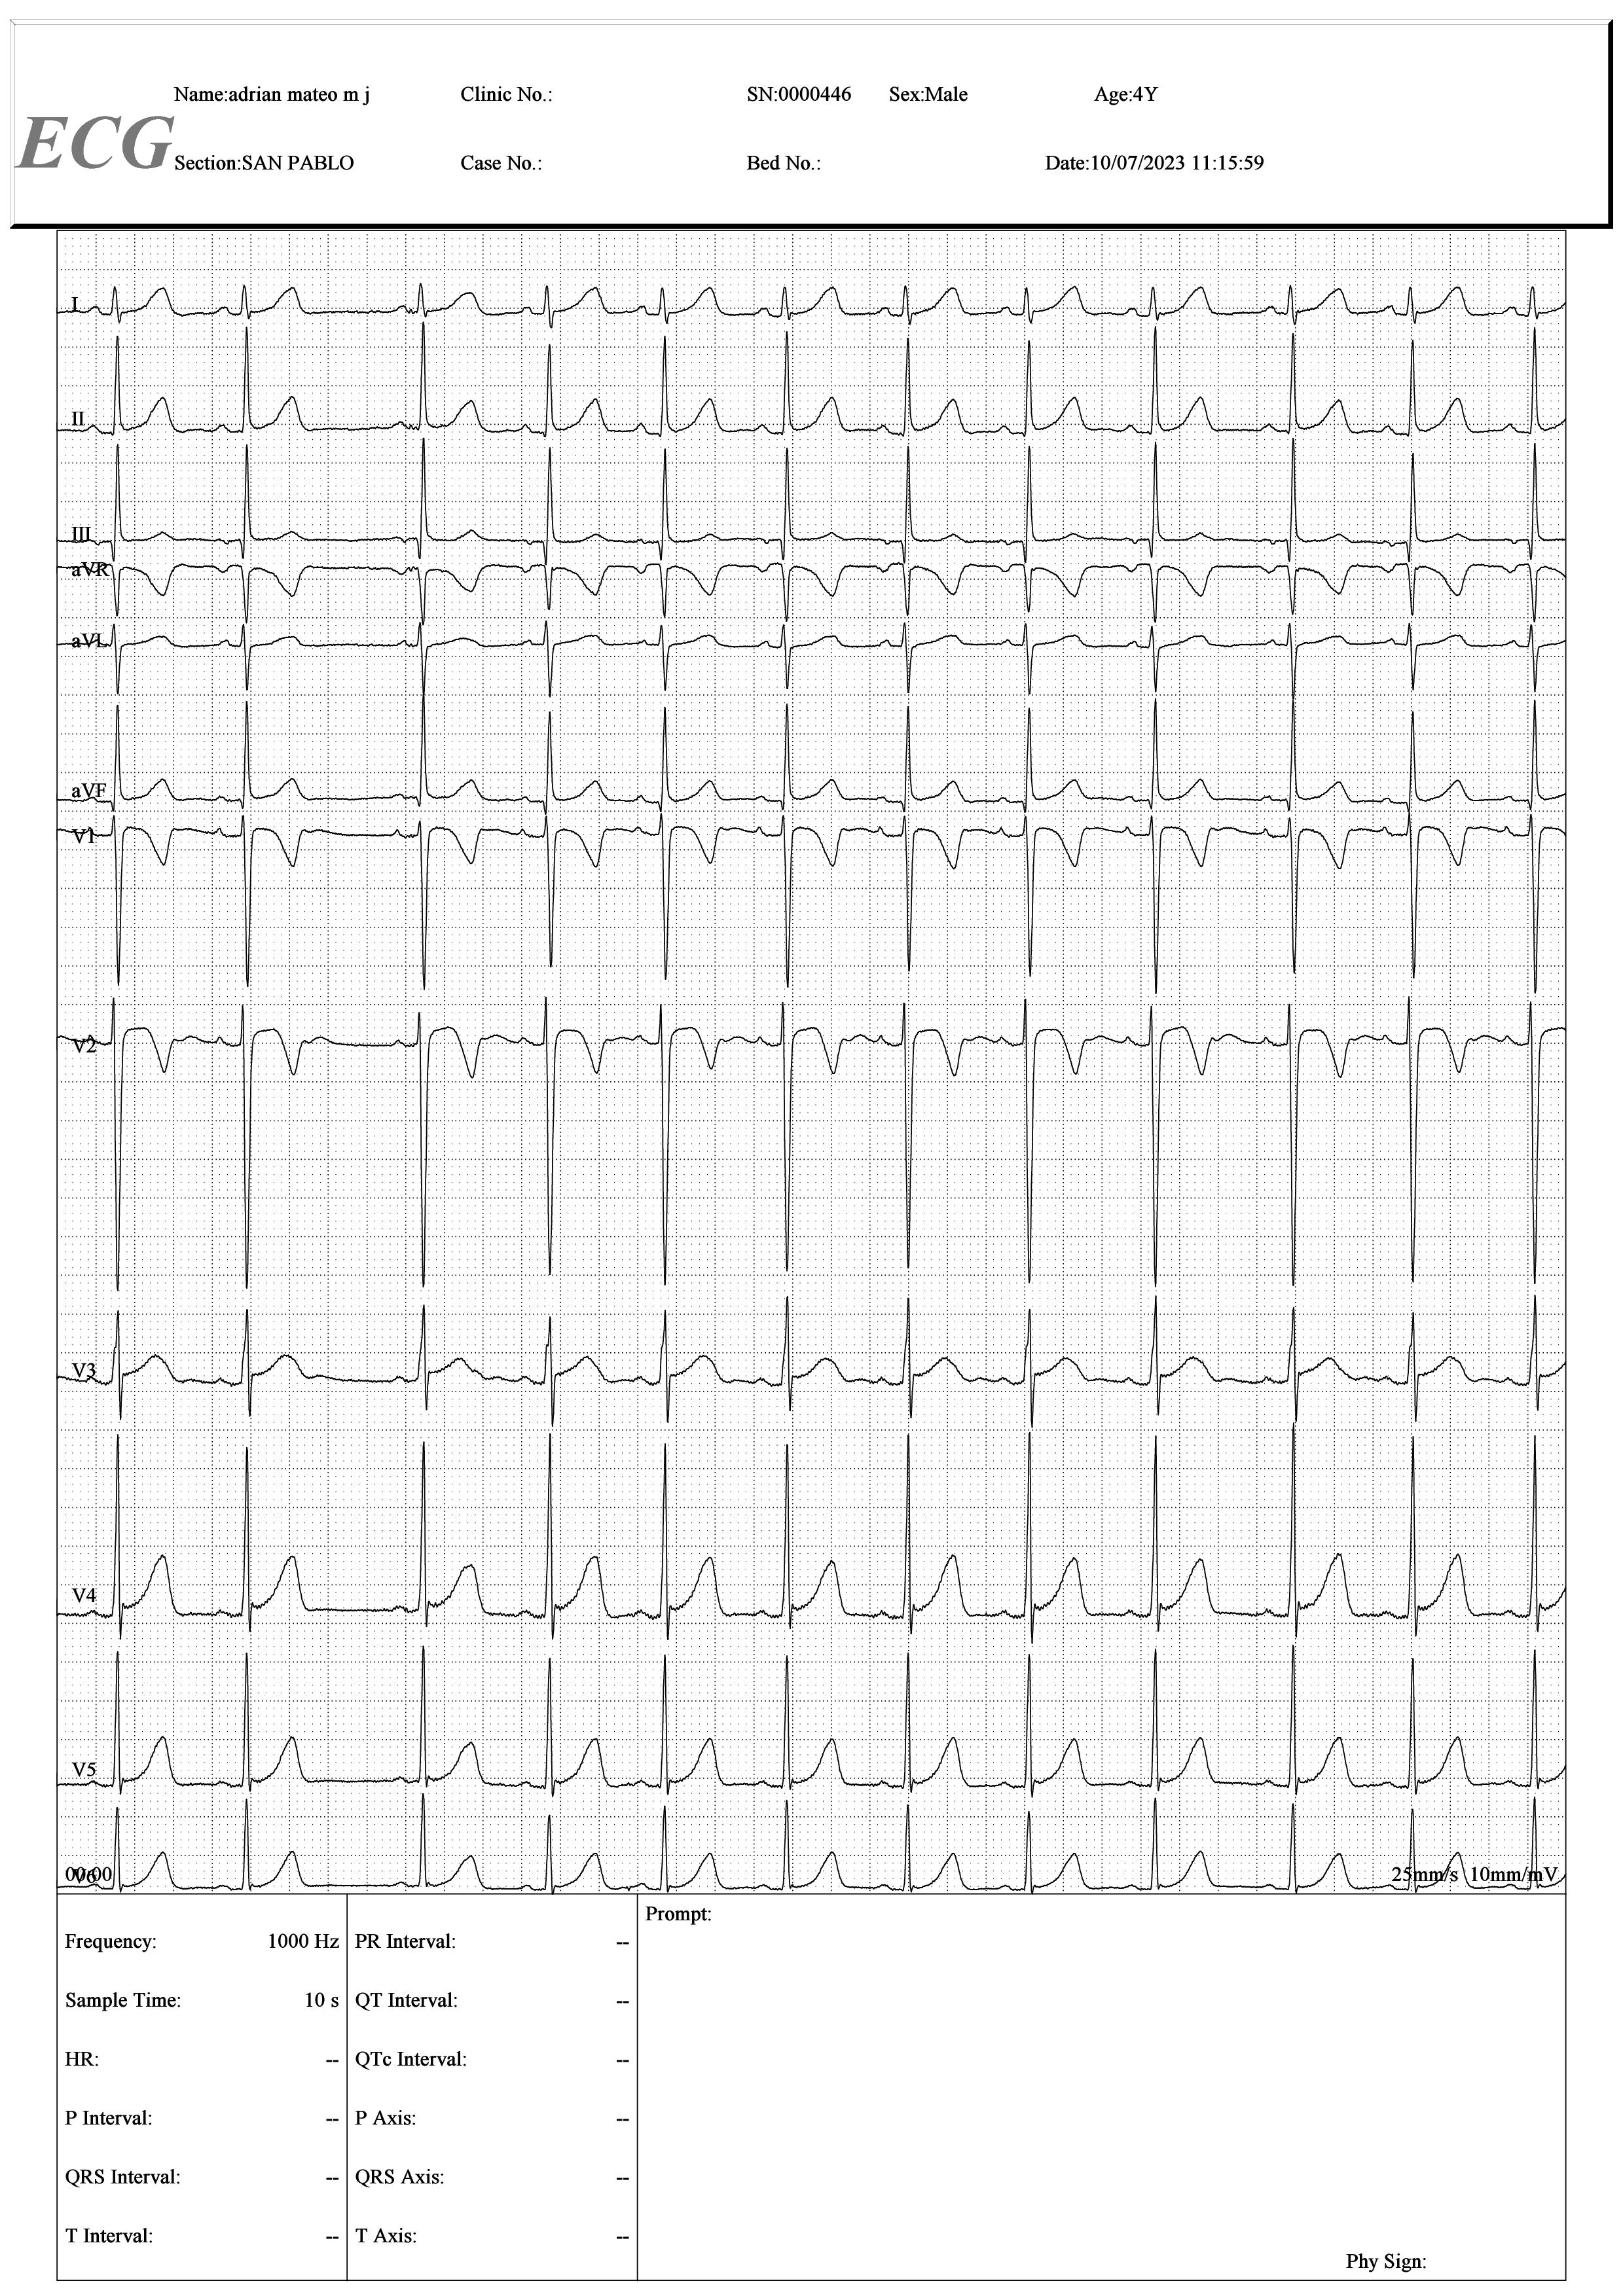 ECG
Name:adrian mateo m j Clinic No.: SN:0000446 Sex:Male Age:4Y
Section:SAN PABLO Case No.: Bed No.: Date:10/07/2023 11:15:59
I
II
III
aVR
aVL
aVF
V1
V2
V3
V4
V5
V6
00:00 25mm/s 10mm/mV
Prompt:
Frequency: 1000 Hz PR Interval: --
Sample Time: 10 s QT Interval: --
HR: -- QTc Interval: --
P Interval: -- P Axis: --
QRS Interval: -- QRS Axis: --
T Interval: -- T Axis: --
Phy Sign: